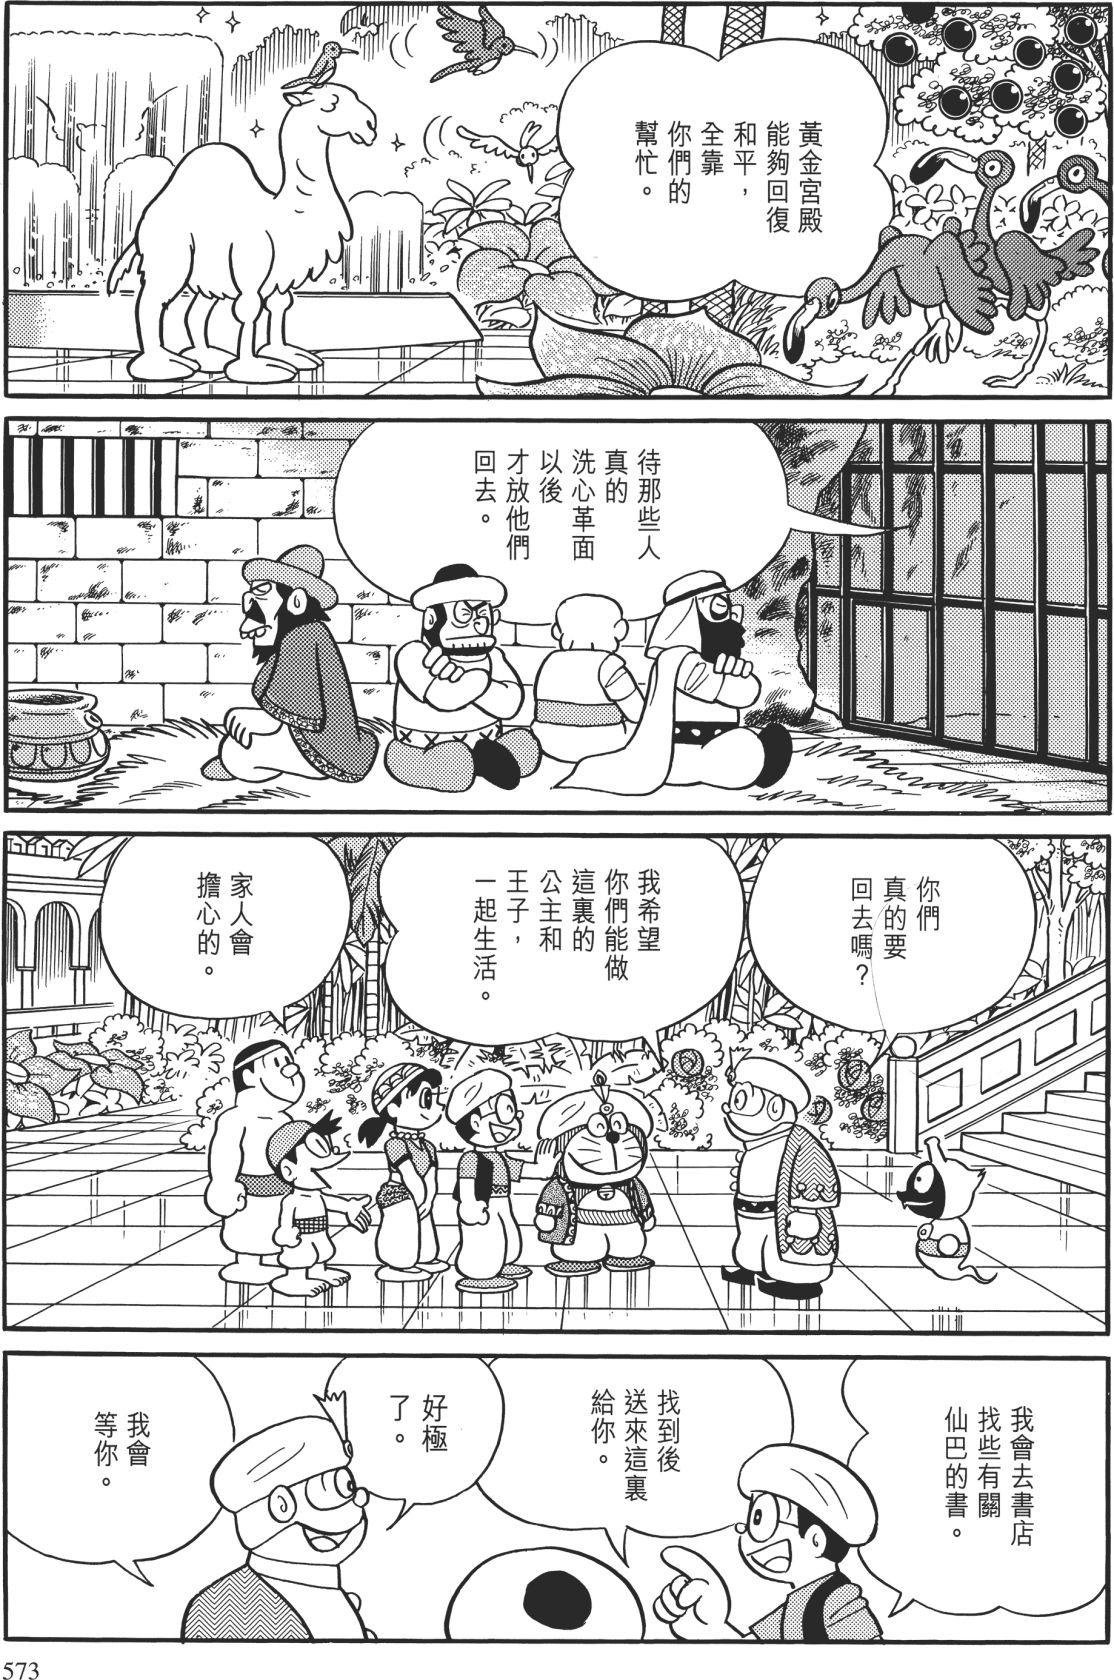 黃金宮殿
能夠回復
和平，
全靠
你們的
幫忙。
待那些人
真的
洗心革面
以後
才放他們
回去。
你們
真的要
回去嗎？
我希望
你們能做
這裏的
公主和
王子，
一起生活。
家人會
擔心的。
我會去書店
找些有關
仙巴的書。
找到後
送來這裏
給你。
好極
了。
我會
等你。
573